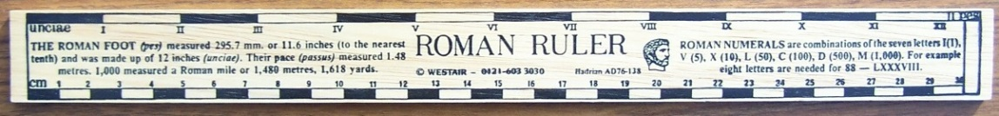 unciae I II III IV V VI VII VIII IX X XI XII
THE ROMAN FOOT (pes) measured 295.7 mm. or 11.6 inches (to the nearest
tenth) and was made up of 12 inches (unciae). Their pace (passus) measured 1.48
metres. 1,000 measured a Roman mile or 1,480 metres, 1,618 yards.
ROMAN RULER
© WESTAIR – 0121-603 3030
Hadrian AD76-138
ROMAN NUMERALS are combinations of the seven letters I(1),
V (5), X (10), L (50), C (100), D (500), M (1,000). For example
eight letters are needed for 88 — LXXXVIII.
cm 1 2 3 4 5 6 7 8 9 10 11 12 13 14 15 16 17 18 19 20 21 22 23 24 25 26 27 28 29 30